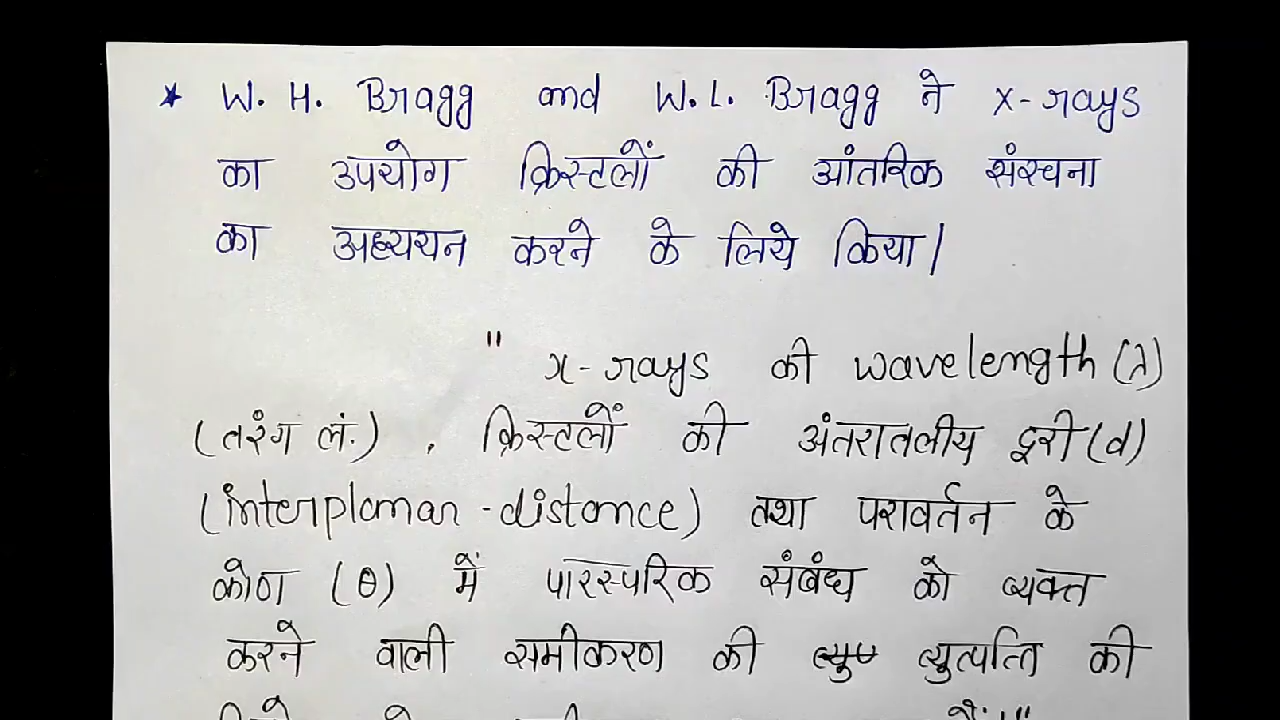 * W. H. Bragg and W. L. Bragg ने x-rays
का उपयोग क्रिस्टलों की आंतरिक संरचना
का अध्ययन करने के लिये किया।
" x-rays की wavelength (λ)
(तरंग लं.) , क्रिस्टलों की अंतरातलीय दूरी (d)
(interplanar - distance) तथा परावर्तन के
कोण (θ) में पारस्परिक संबंध को व्यक्त
करने वाली समीकरण की व्युत्पत्ति की